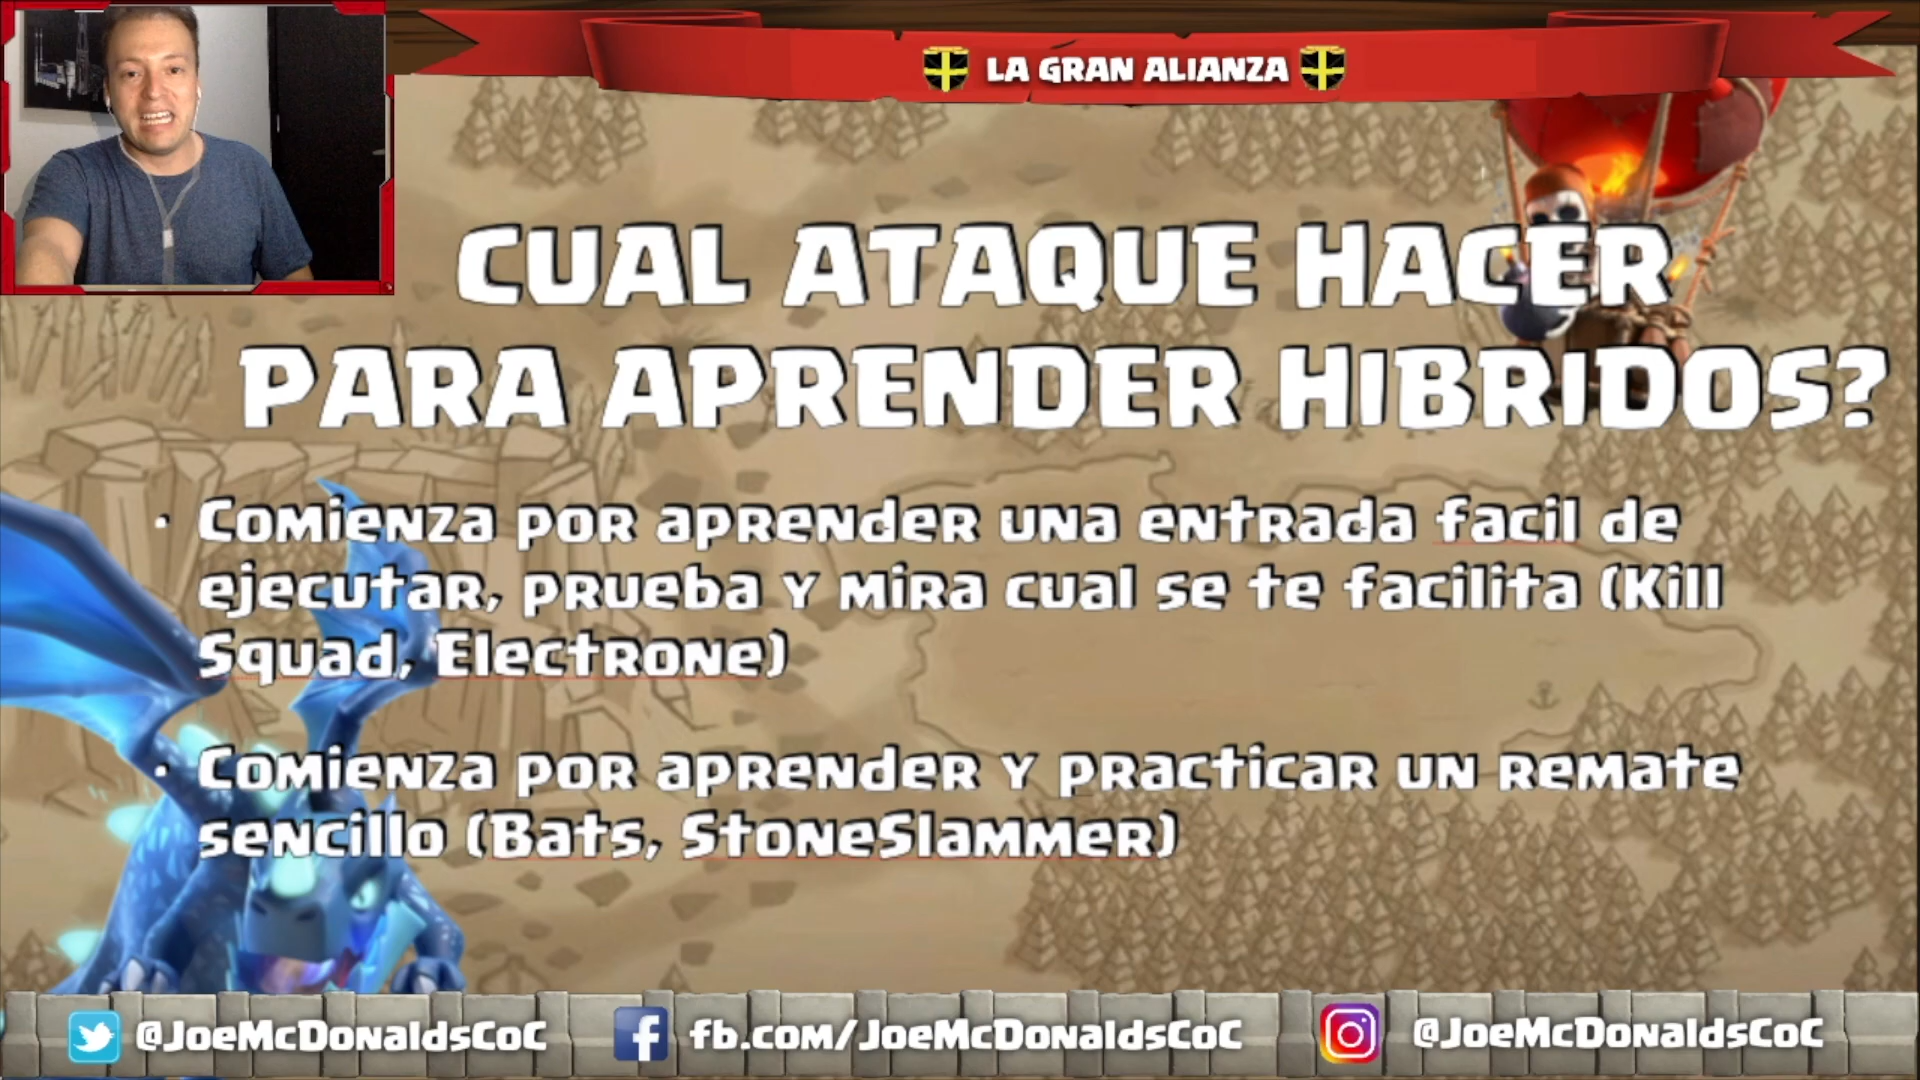 LA GRAN ALIANZA
CUAL ATAQUE HACER
PARA APRENDER HIBRIDOS?
• Comienza por aprender una entrada facil de
ejecutar, prueba y mira cual se te facilita (Kill
Squad, Electrone)
• Comienza por aprender y practicar un remate
sencillo (Bats, StoneSlammer)
@JoeMcDonaldsCoC
fb.com/JoeMcDonaldsCoC
@JoeMcDonaldsCoC